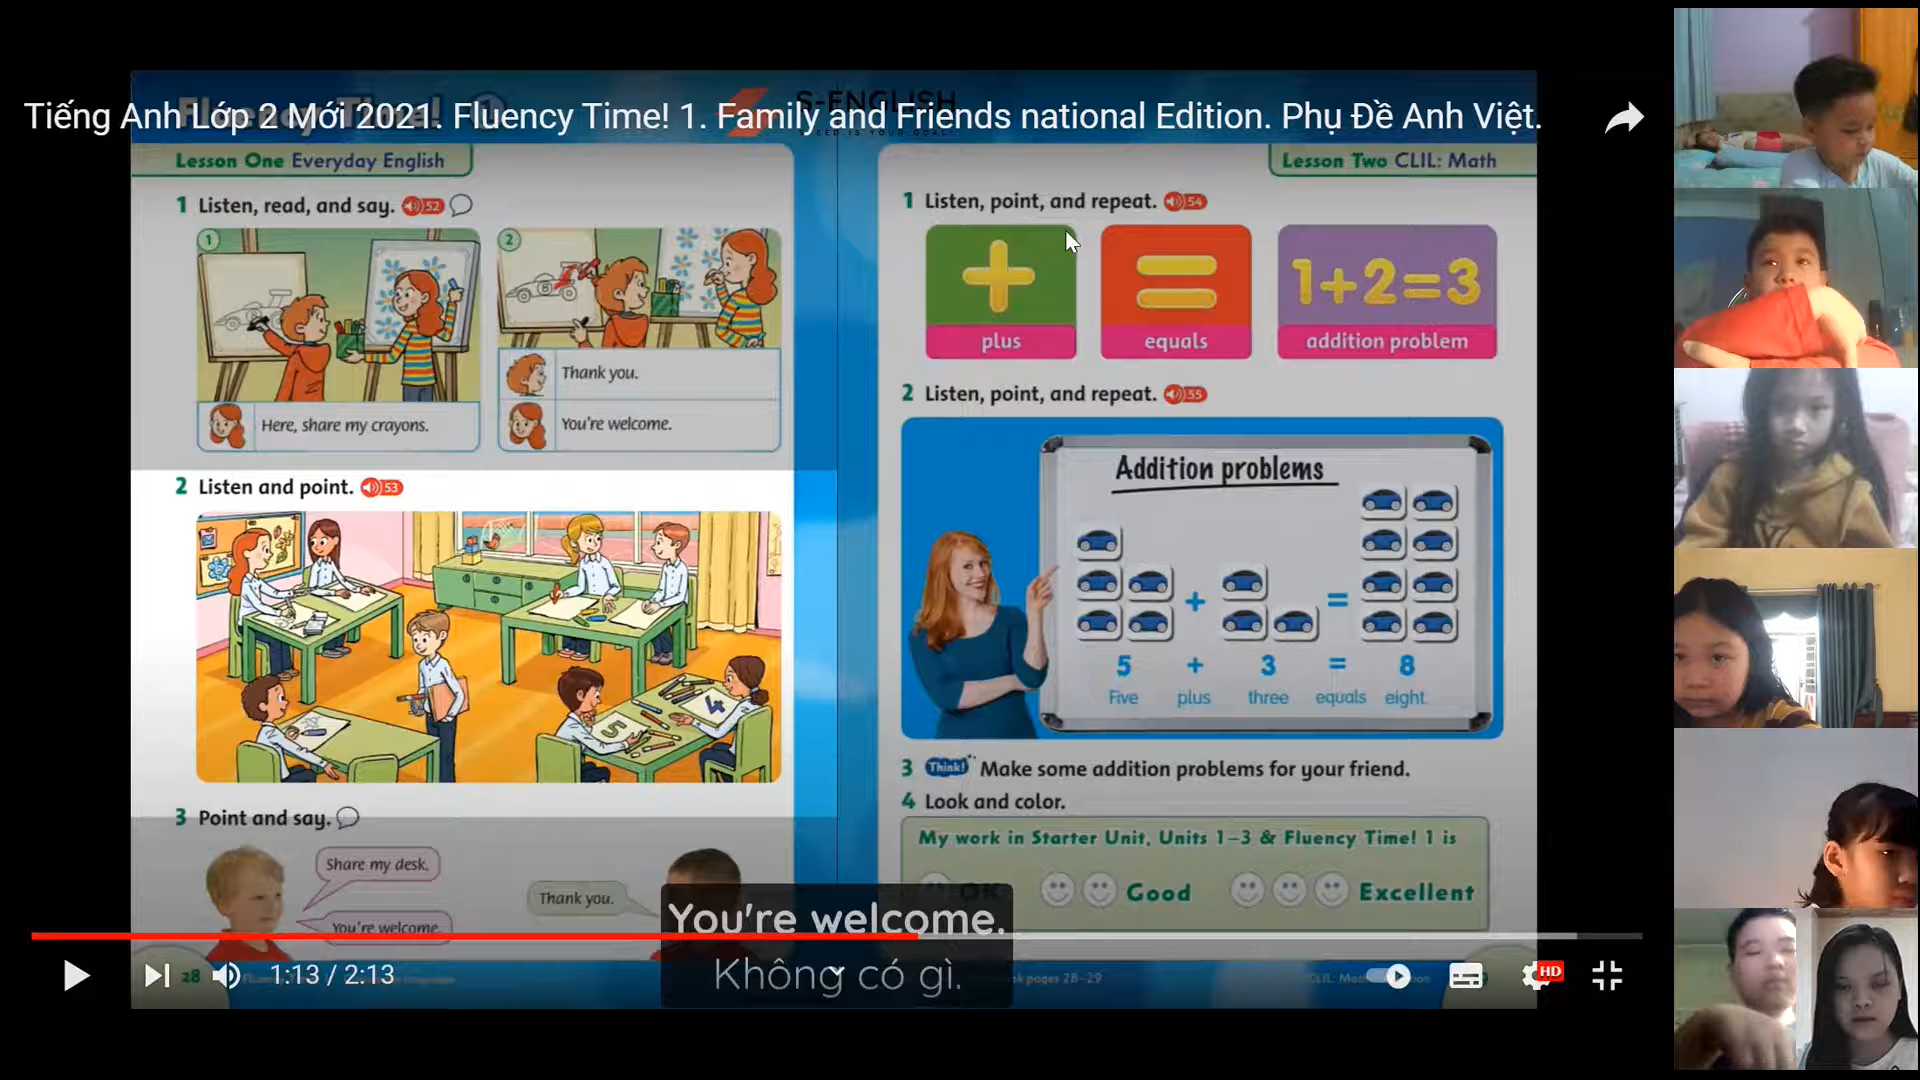 Tiếng Anh Lớp 2 Mới 2021. Fluency Time! 1. Family and Friends national Edition. Phụ Đề Anh Việt.
S-ENGLISH
Lesson One Everyday English
1 Listen, read, and say. 52
1
2
Thank you.
Here, share my crayons.
You're welcome.
2 Listen and point. 53
5
4
3 Point and say.
Share my desk.
You're welcome.
Thank you.
28
Lesson Two CLIL: Math
1 Listen, point, and repeat. 54
1+2=3
plus
equals
addition problem
2 Listen, point, and repeat. 55
Addition problems
+ =
5 + 3 = 8
Five plus three equals eight
3 Think! Make some addition problems for your friend.
4 Look and color.
My work in Starter Unit, Units 1–3 & Fluency Time! 1 is
OK Good Excellent
You're welcome.
Không có gì.
1:13 / 2:13
HD